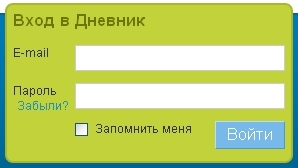 Вход в Дневник
E-mail
Пароль
Забыли?
Запомнить меня
Войти